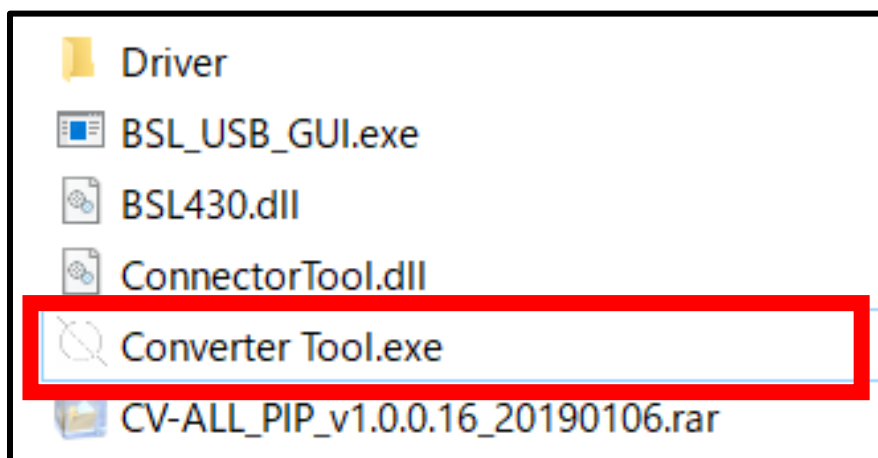 Driver
BSL_USB_GUI.exe
BSL430.dll
ConnectorTool.dll
Converter Tool.exe
CV-ALL_PIP_v1.0.0.16_20190106.rar